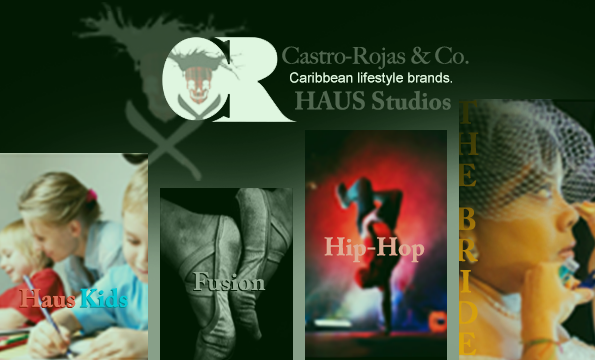 CR
Castro-Rojas & Co.
Caribbean lifestyle brands.
HAUS Studios
Haus Kids
Fusion
Hip-Hop
THE BRIDE